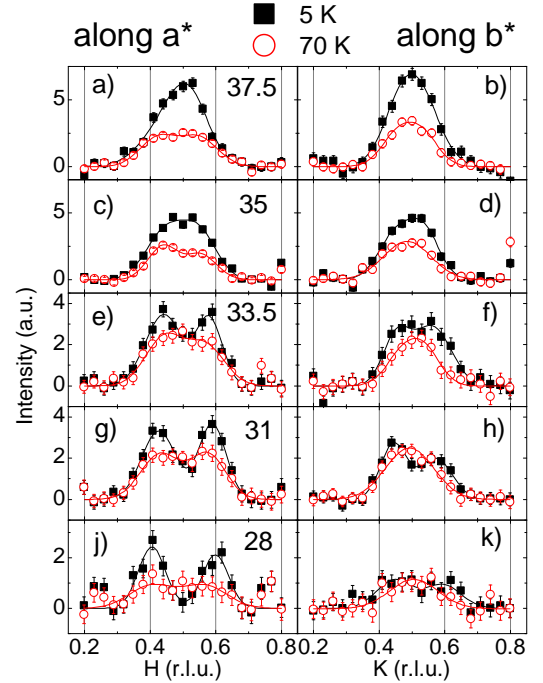 5 K
along a* 70 K along b*
a) 37.5 b)
5
0
c) 35 d)
5
0
e) 33.5 f)
4
2
0
g) 31 h)
4
2
0
j) 28 k)
2
0
Intensity (a.u.)
0.2 0.4 0.6 0.8 0.2 0.4 0.6 0.8
H (r.l.u.) K (r.l.u.)